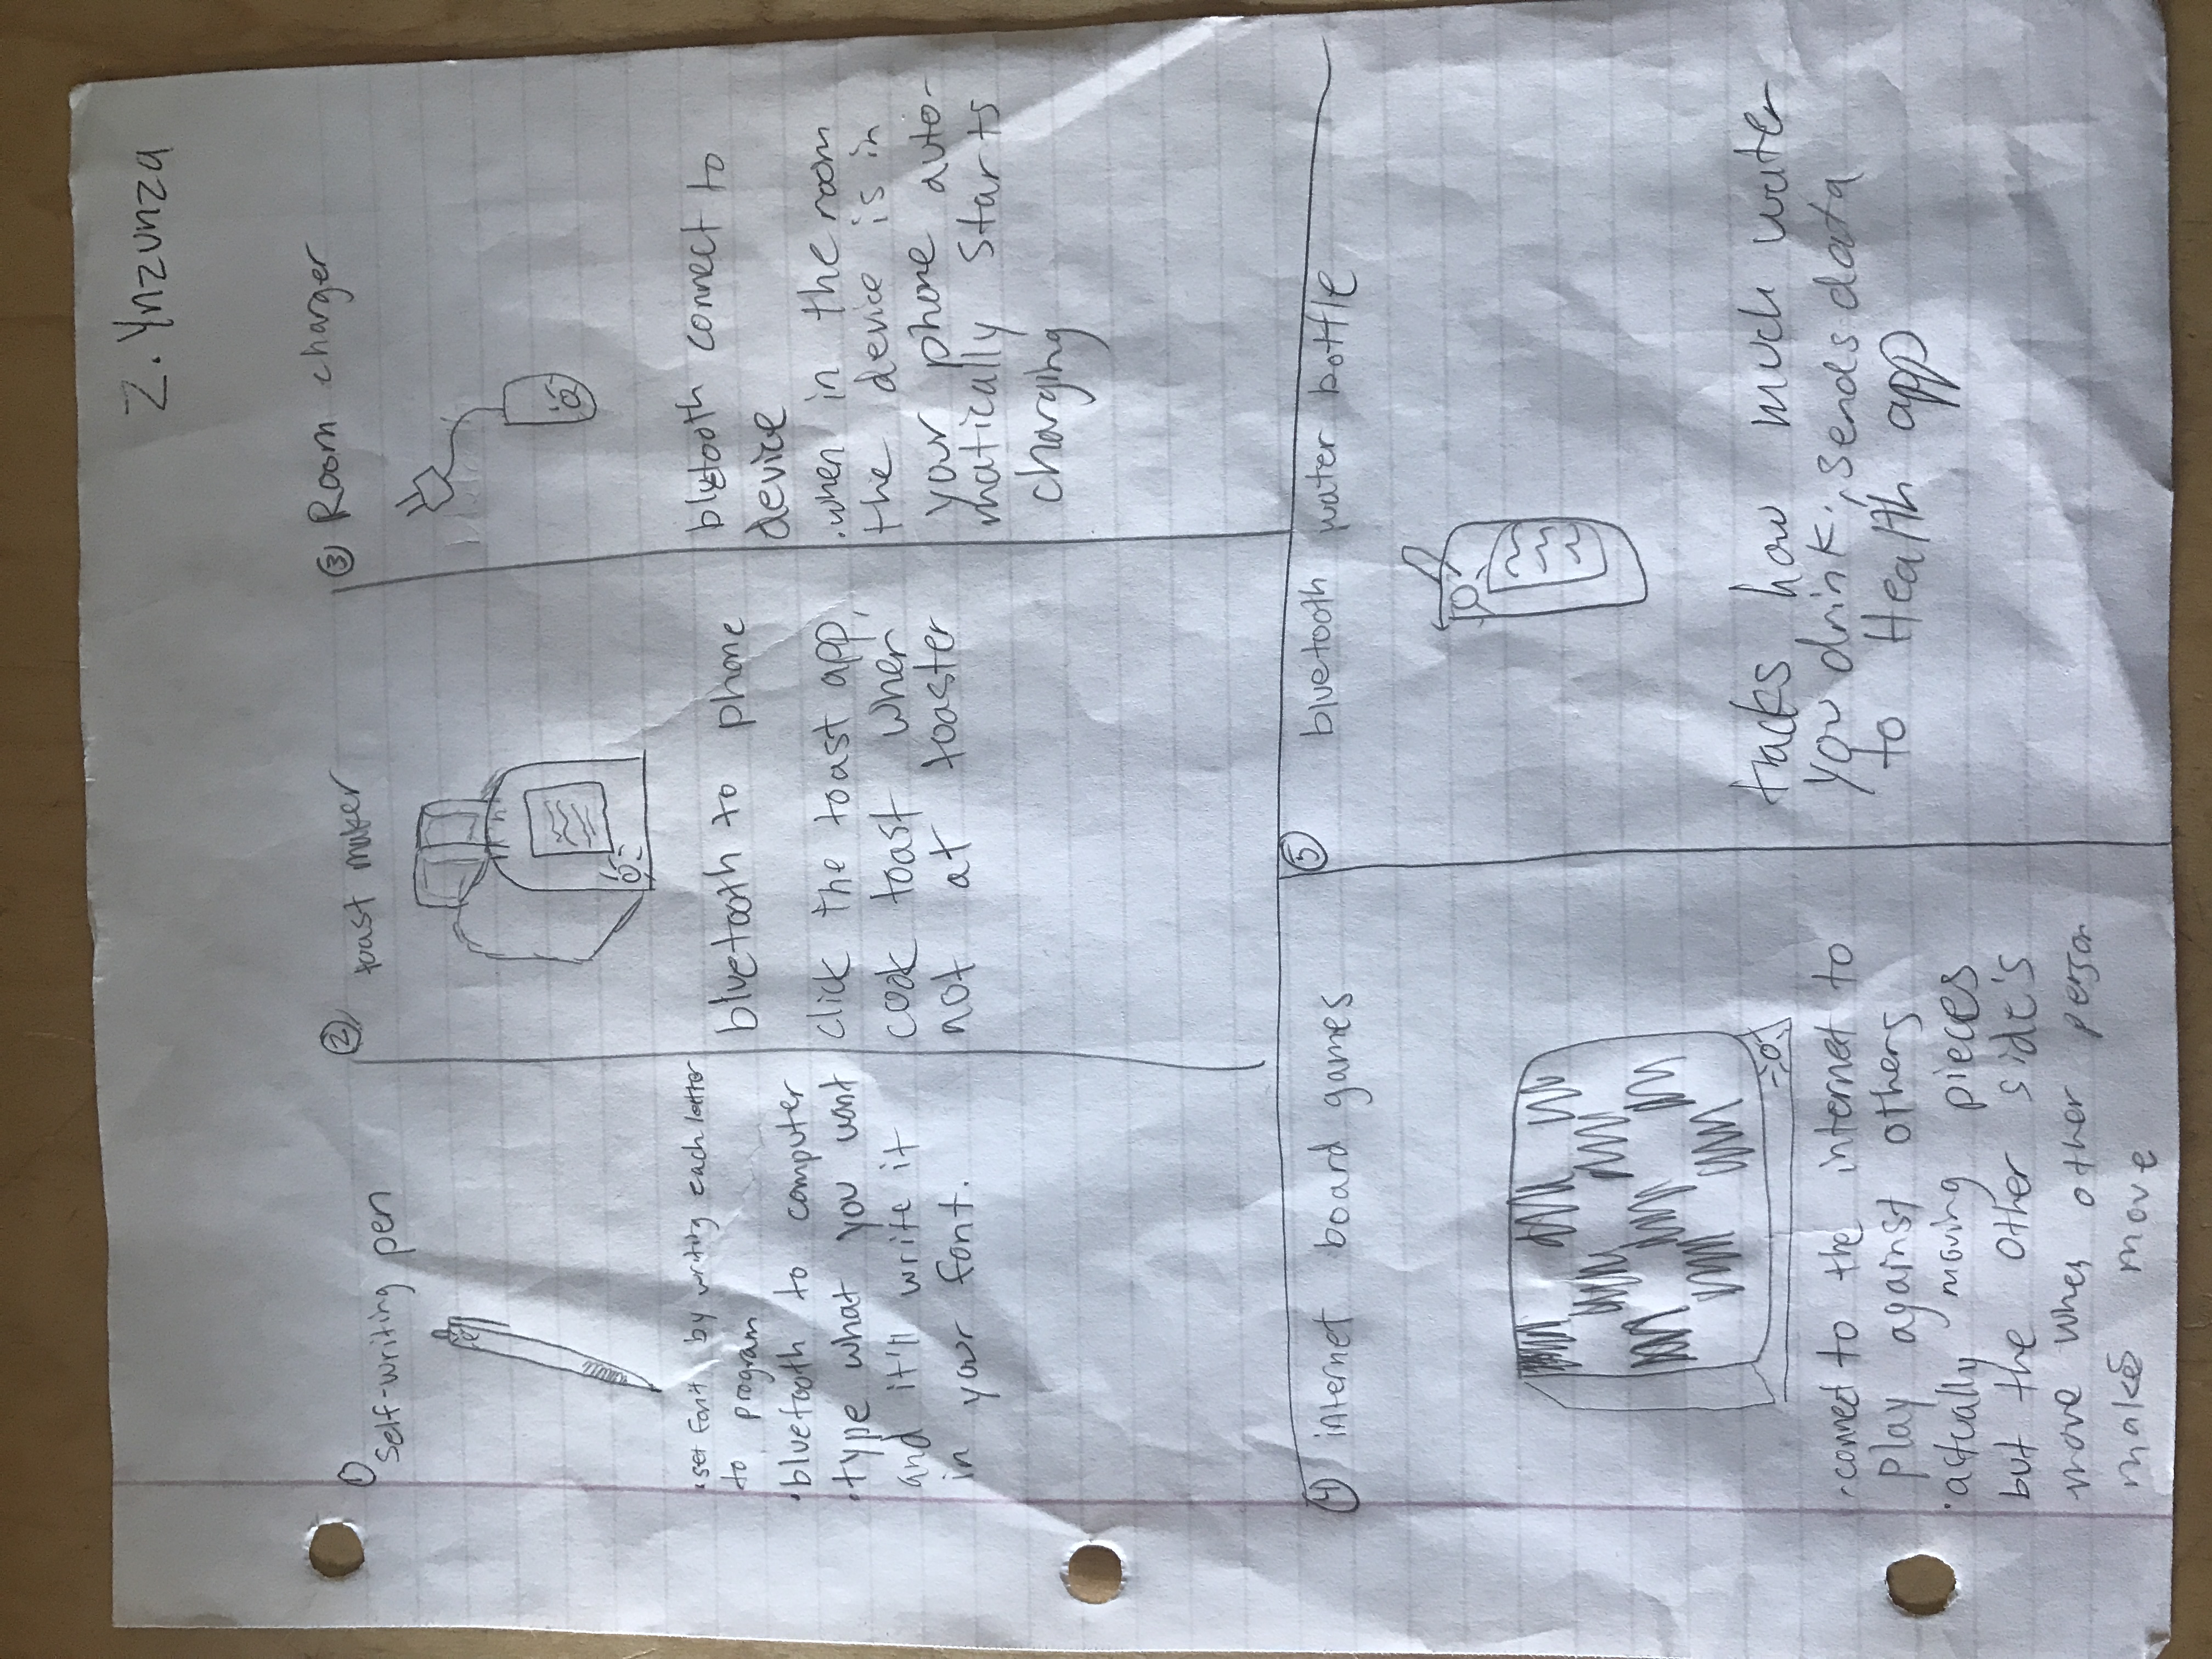 Z. Ynzunza
①
Self-writing pen
• set font by writing each letter
to program
• bluetooth to computer
• type what you want
and it'll write it
in your font.
②
toast maker
bluetooth to phone
click the toast app,
cook toast when
not at toaster
③ Room charger
bluetooth connect to
device
• when in the room
the device is in
your phone auto-
matically starts
charging
④ internet board games
• connect to the internet to
play against others
• actually moving pieces
but the other side's
move when other person
makes move
⑤
bluetooth water bottle
tracks how much water
you drink, sends data
to Health app